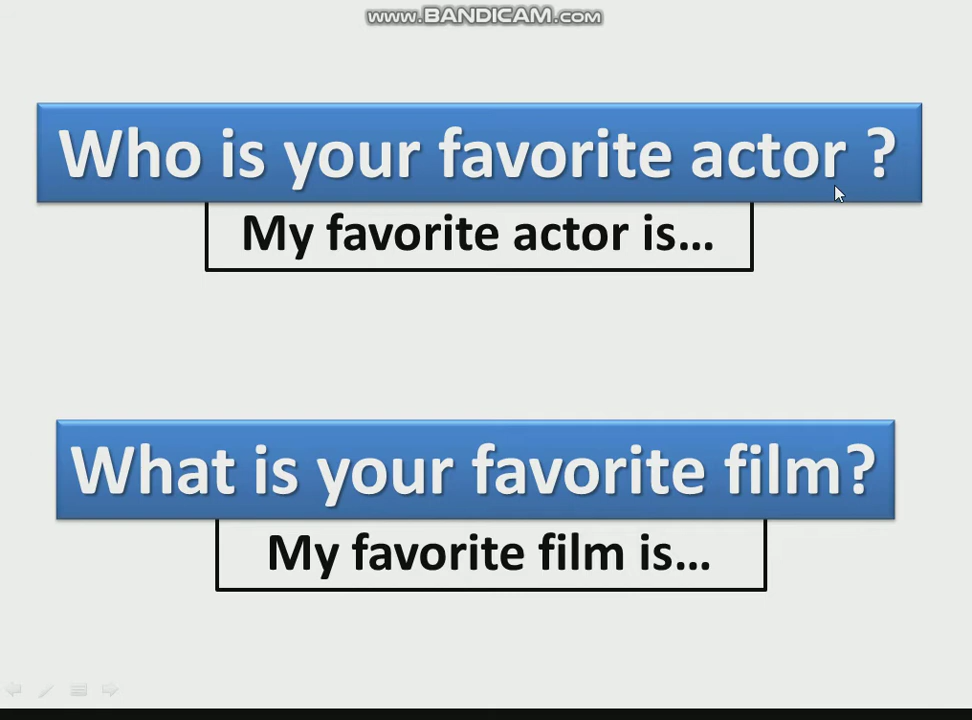 www.BANDICAM.com
Who is your favorite actor ?
My favorite actor is...
What is your favorite film?
My favorite film is...